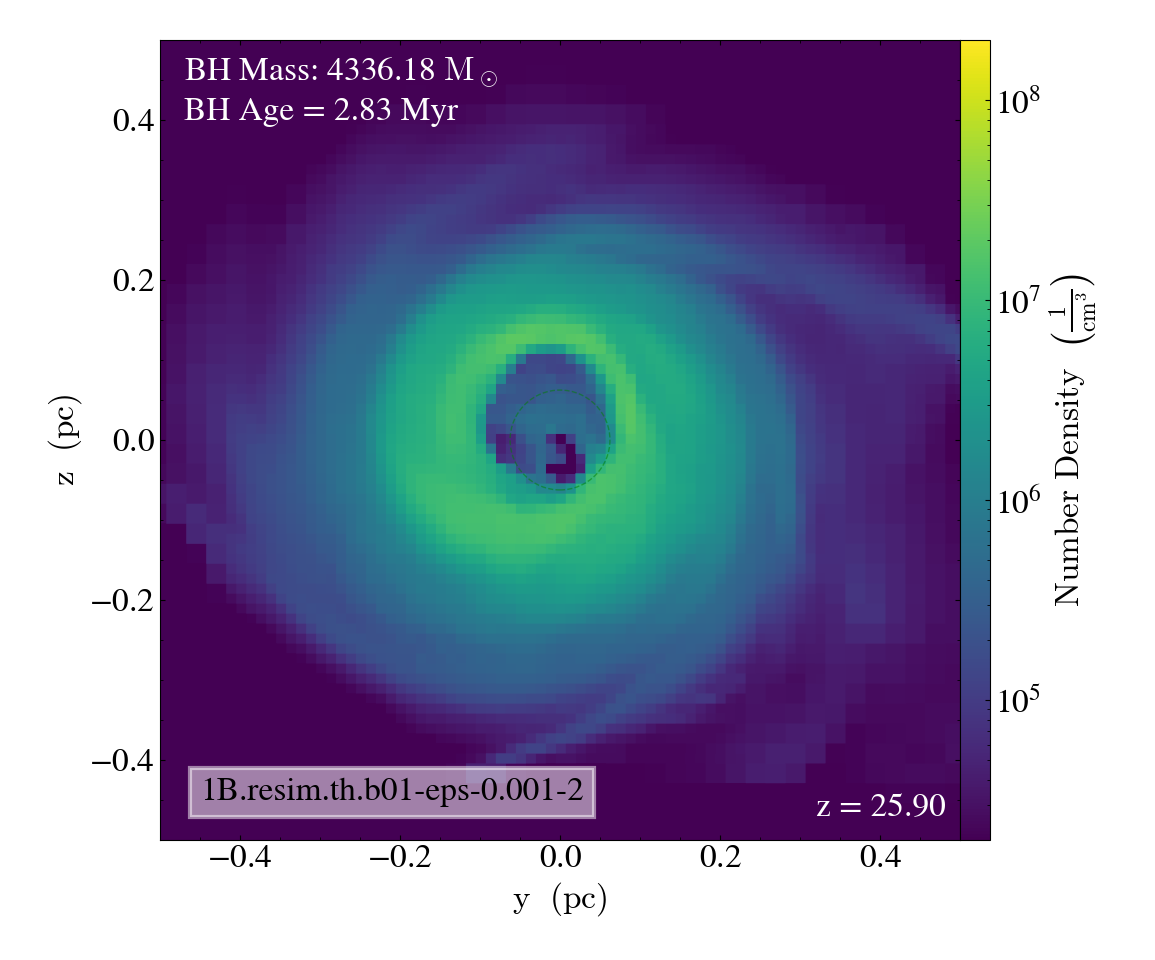 BH Mass: 4336.18 M⊙
BH Age = 2.83 Myr
0.4
0.2
0.0
−0.2
−0.4
z (pc)
1B.resim.th.b01-eps-0.001-2
z = 25.90
−0.4 −0.2 0.0 0.2 0.4
y (pc)
10⁸
10⁷
10⁶
10⁵
Number Density (1/cm³)